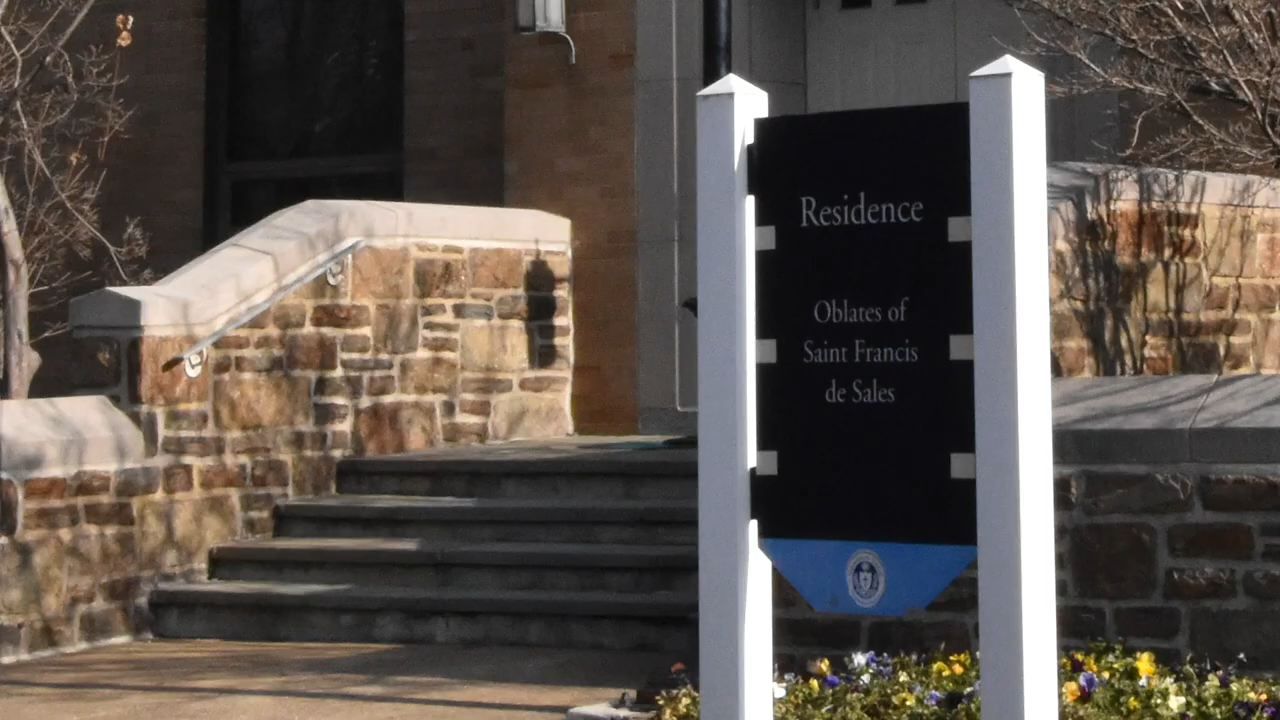 Residence
Oblates of
Saint Francis
de Sales